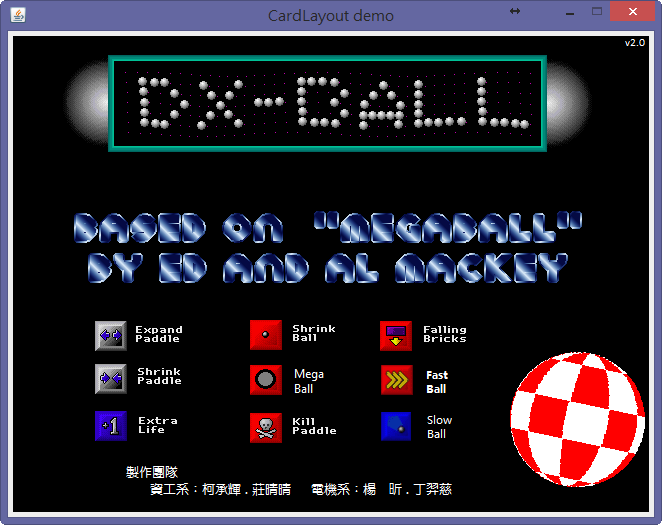 CardLayout demo
v2.0
DX-BALL
BASED ON "MEGABALL"
BY ED AND AL MACKEY
Expand Paddle
Shrink Ball
Falling Bricks
Shrink Paddle
Mega Ball
Fast Ball
+1
Extra Life
Kill Paddle
Slow Ball
製作團隊
資工系:柯承輝 . 莊晴晴 電機系:楊 昕 . 丁羿慈